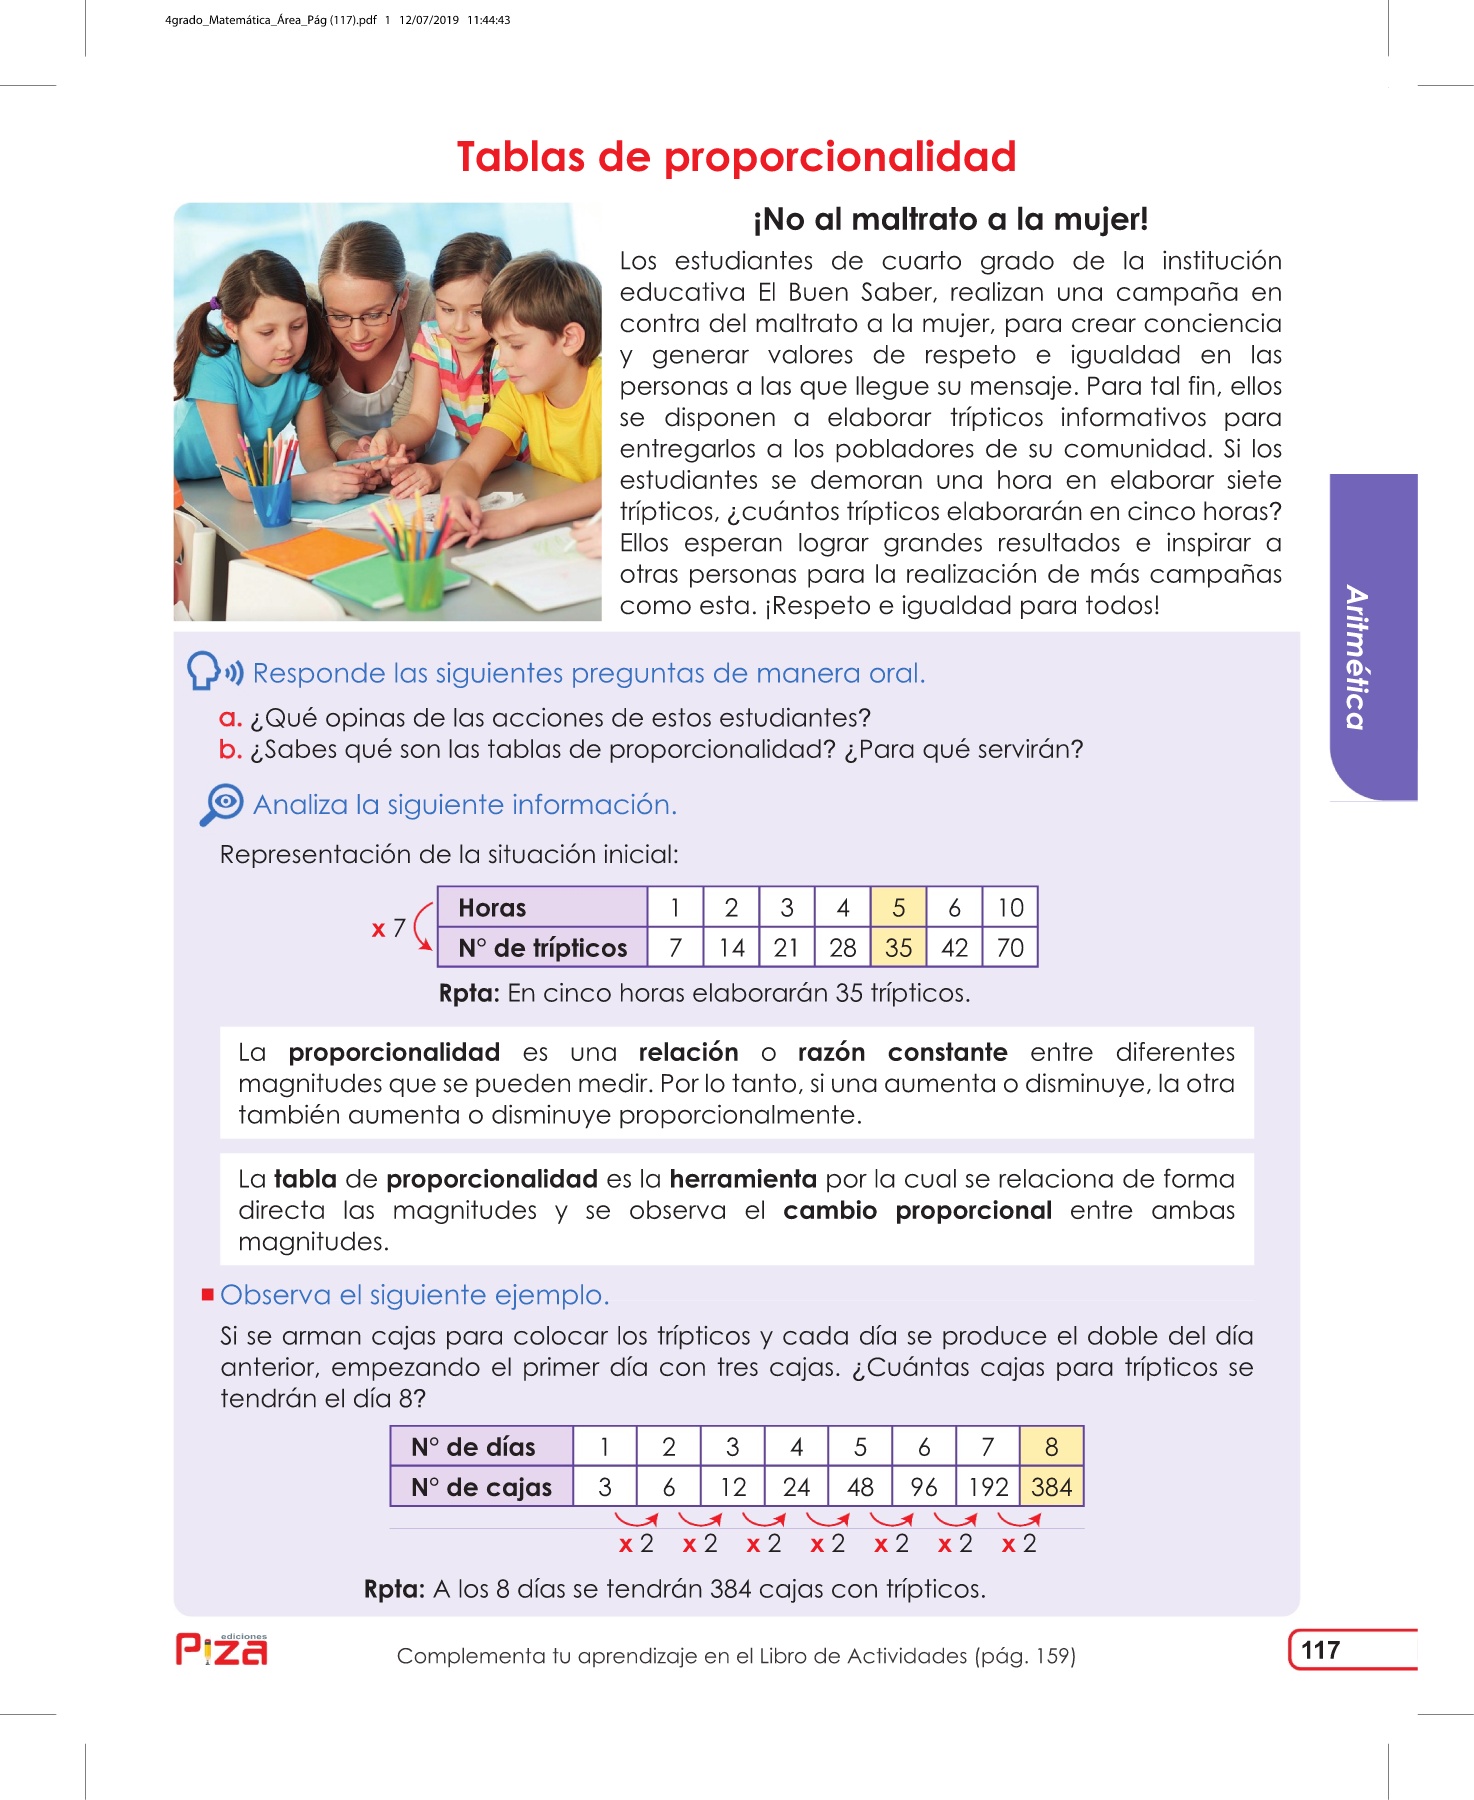 4grado_Matemática_Área_Pág (117).pdf 1 12/07/2019 11:44:43
Tablas de proporcionalidad
¡No al maltrato a la mujer!
Los estudiantes de cuarto grado de la institución
educativa El Buen Saber, realizan una campaña en
contra del maltrato a la mujer, para crear conciencia
y generar valores de respeto e igualdad en las
personas a las que llegue su mensaje. Para tal fin, ellos
se disponen a elaborar trípticos informativos para
entregarlos a los pobladores de su comunidad. Si los
estudiantes se demoran una hora en elaborar siete
trípticos, ¿cuántos trípticos elaborarán en cinco horas?
Ellos esperan lograr grandes resultados e inspirar a
otras personas para la realización de más campañas
como esta. ¡Respeto e igualdad para todos!
Aritmética
Responde las siguientes preguntas de manera oral.
a. ¿Qué opinas de las acciones de estos estudiantes?
b. ¿Sabes qué son las tablas de proporcionalidad? ¿Para qué servirán?
Analiza la siguiente información.
Representación de la situación inicial:
x 7
Horas 1 2 3 4 5 6 10
N° de trípticos 7 14 21 28 35 42 70
Rpta: En cinco horas elaborarán 35 trípticos.
La proporcionalidad es una relación o razón constante entre diferentes
magnitudes que se pueden medir. Por lo tanto, si una aumenta o disminuye, la otra
también aumenta o disminuye proporcionalmente.
La tabla de proporcionalidad es la herramienta por la cual se relaciona de forma
directa las magnitudes y se observa el cambio proporcional entre ambas
magnitudes.
Observa el siguiente ejemplo.
Si se arman cajas para colocar los trípticos y cada día se produce el doble del día
anterior, empezando el primer día con tres cajas. ¿Cuántas cajas para trípticos se
tendrán el día 8?
N° de días 1 2 3 4 5 6 7 8
N° de cajas 3 6 12 24 48 96 192 384
x 2 x 2 x 2 x 2 x 2 x 2 x 2
Rpta: A los 8 días se tendrán 384 cajas con trípticos.
ediciones
Piza
Complementa tu aprendizaje en el Libro de Actividades (pág. 159)
117